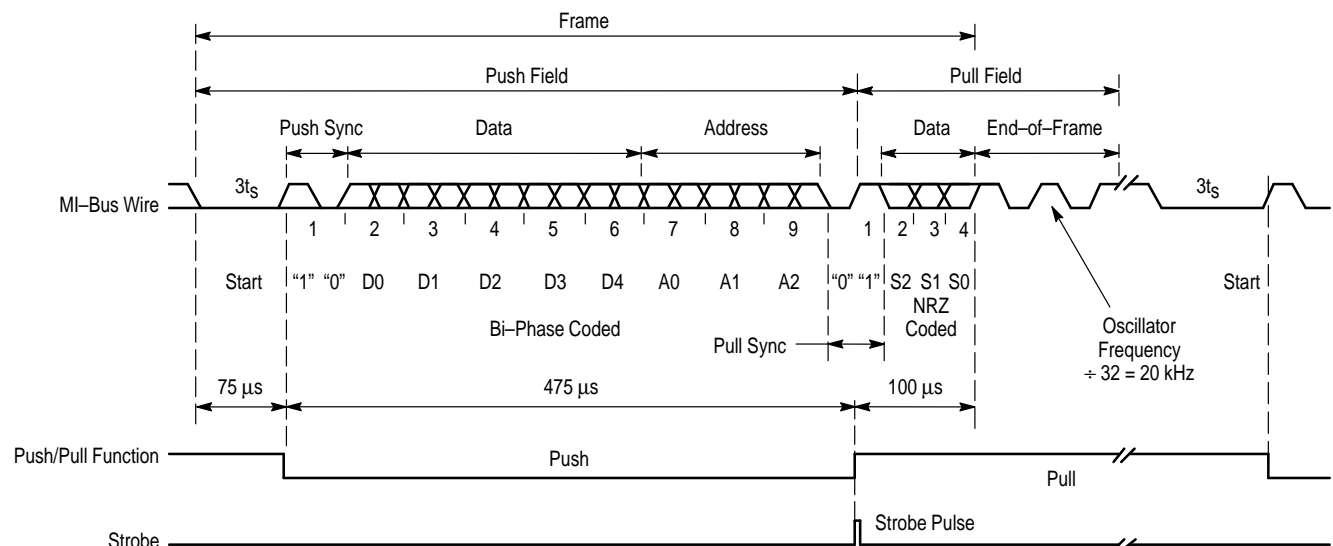 Frame
Push Field Pull Field
Push Sync Data Address Data End–of–Frame
MI–Bus Wire 3ts 3ts
1 2 3 4 5 6 7 8 9 1 2 3 4
Start “1” “0” D0 D1 D2 D3 D4 A0 A1 A2 “0” “1” S2 S1 S0 Start
Bi–Phase Coded NRZ
Coded
Pull Sync
Oscillator
Frequency
÷ 32 = 20 kHz
75 μs 475 μs 100 μs
Push/Pull Function Push Pull
Strobe Pulse
Strobe